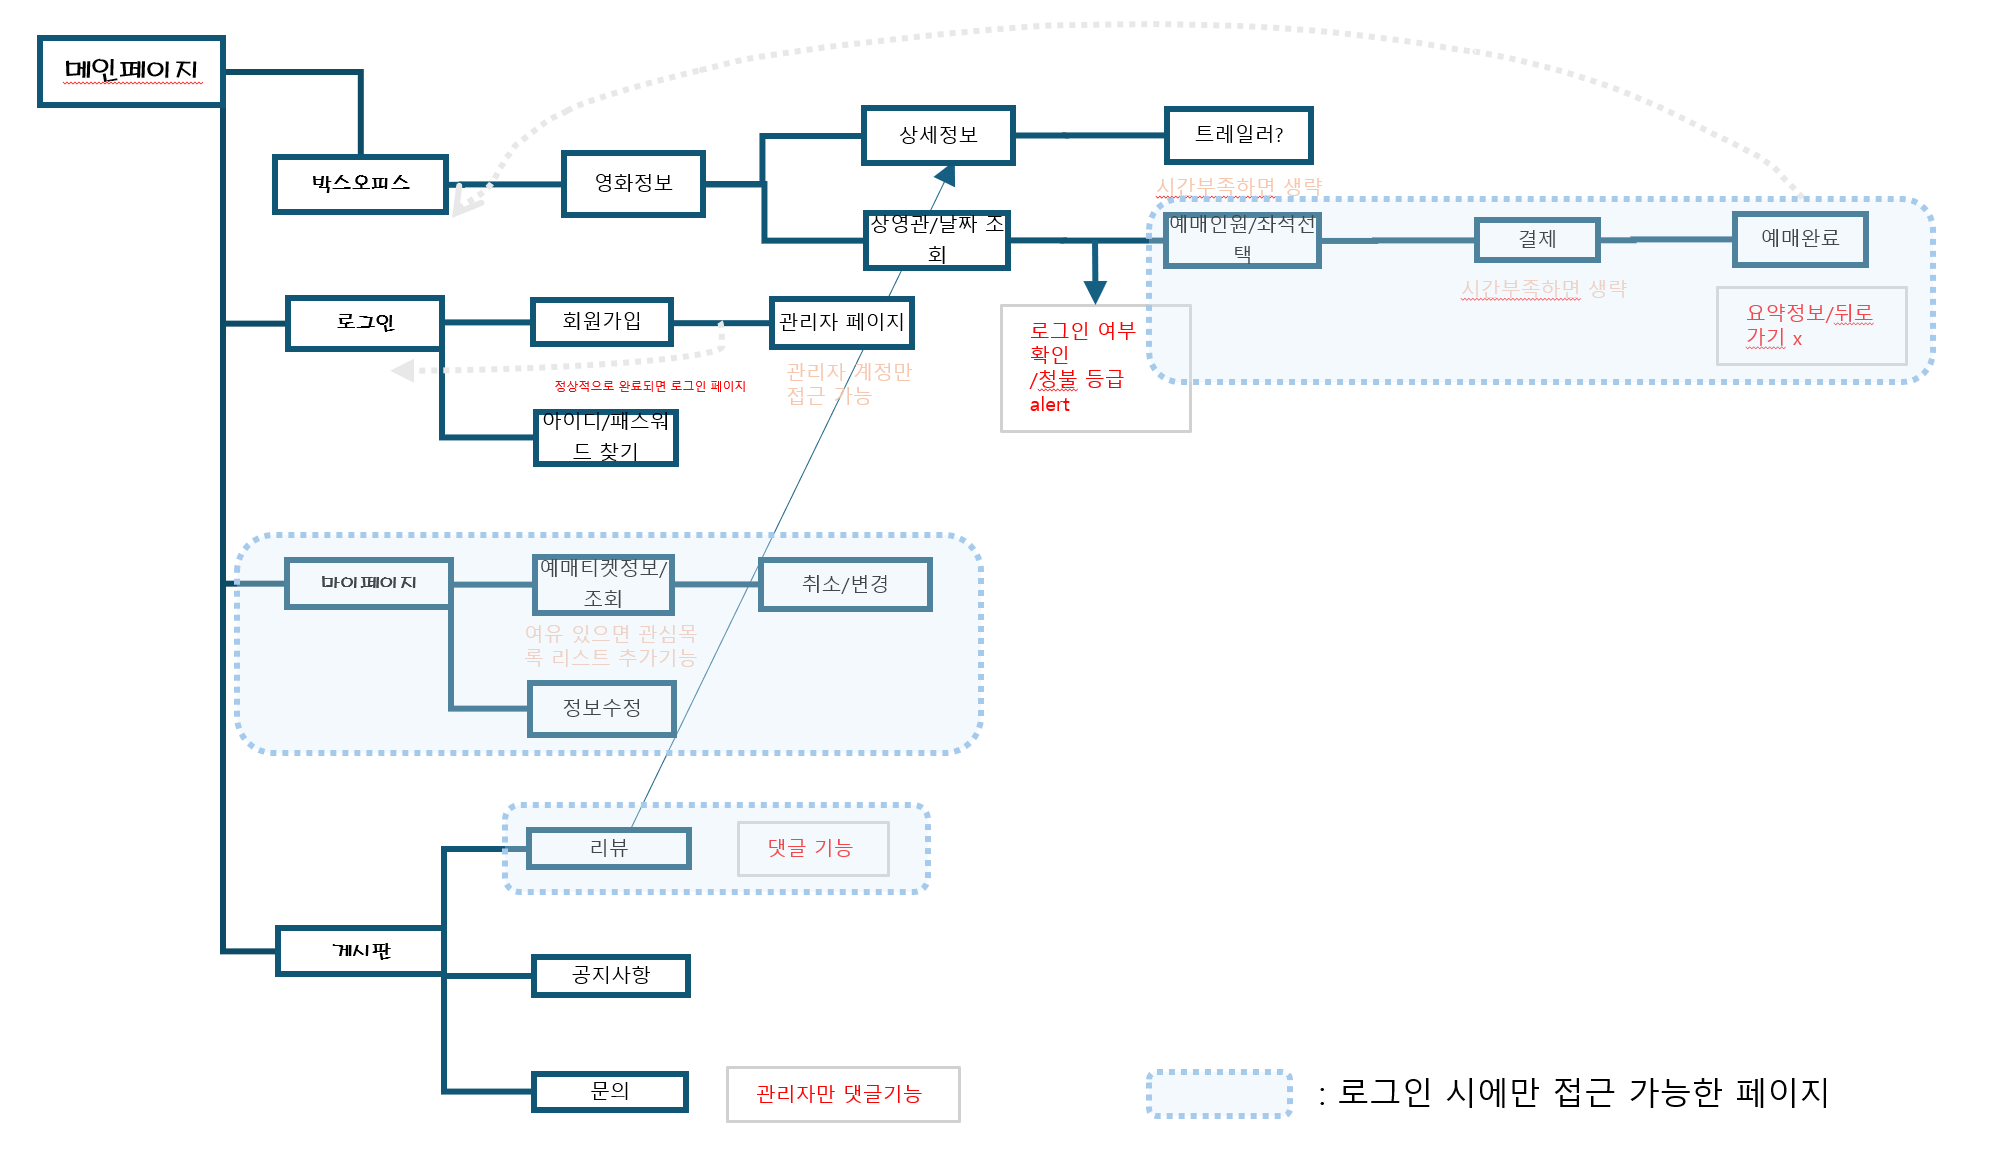 메인페이지
박스오피스
영화정보
상세정보
트레일러?
상영관/날짜 조
회
시간부족하면 생략
예매인원/좌석선
택
결제
예매완료
시간부족하면 생략
요약정보/뒤로
가기 x
로그인 여부
확인
/청불 등급
alert
로그인
회원가입
관리자 페이지
관리자 계정만
접근 가능
정상적으로 완료되면 로그인 페이지
아이디/패스워
드 찾기
마이페이지
예매티켓정보/
조회
취소/변경
여유 있으면 관심목
록 리스트 추가기능
정보수정
리뷰
댓글 기능
게시판
공지사항
문의
관리자만 댓글기능
: 로그인 시에만 접근 가능한 페이지